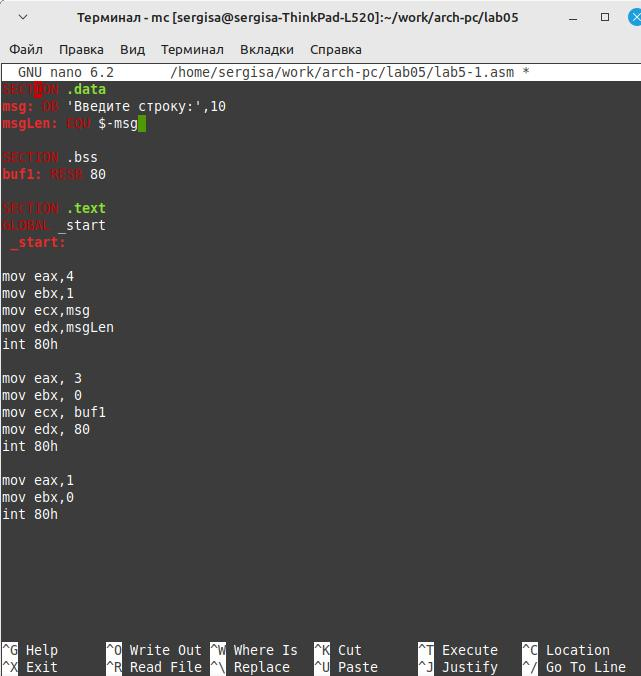 Терминал - mc [sergisa@sergisa-ThinkPad-L520]:~/work/arch-pc/lab05
Файл Правка Вид Терминал Вкладки Справка
GNU nano 6.2 /home/sergisa/work/arch-pc/lab05/lab5-1.asm *
SECTION .data
msg: DB 'Введите строку:',10
msgLen: EQU $-msg
SECTION .bss
buf1: RESB 80
SECTION .text
GLOBAL _start
_start:
mov eax,4
mov ebx,1
mov ecx,msg
mov edx,msgLen
int 80h
mov eax, 3
mov ebx, 0
mov ecx, buf1
mov edx, 80
int 80h
mov eax,1
mov ebx,0
int 80h
^G Help ^O Write Out ^W Where Is ^K Cut ^T Execute ^C Location
^X Exit ^R Read File ^\ Replace ^U Paste ^J Justify ^/ Go To Line